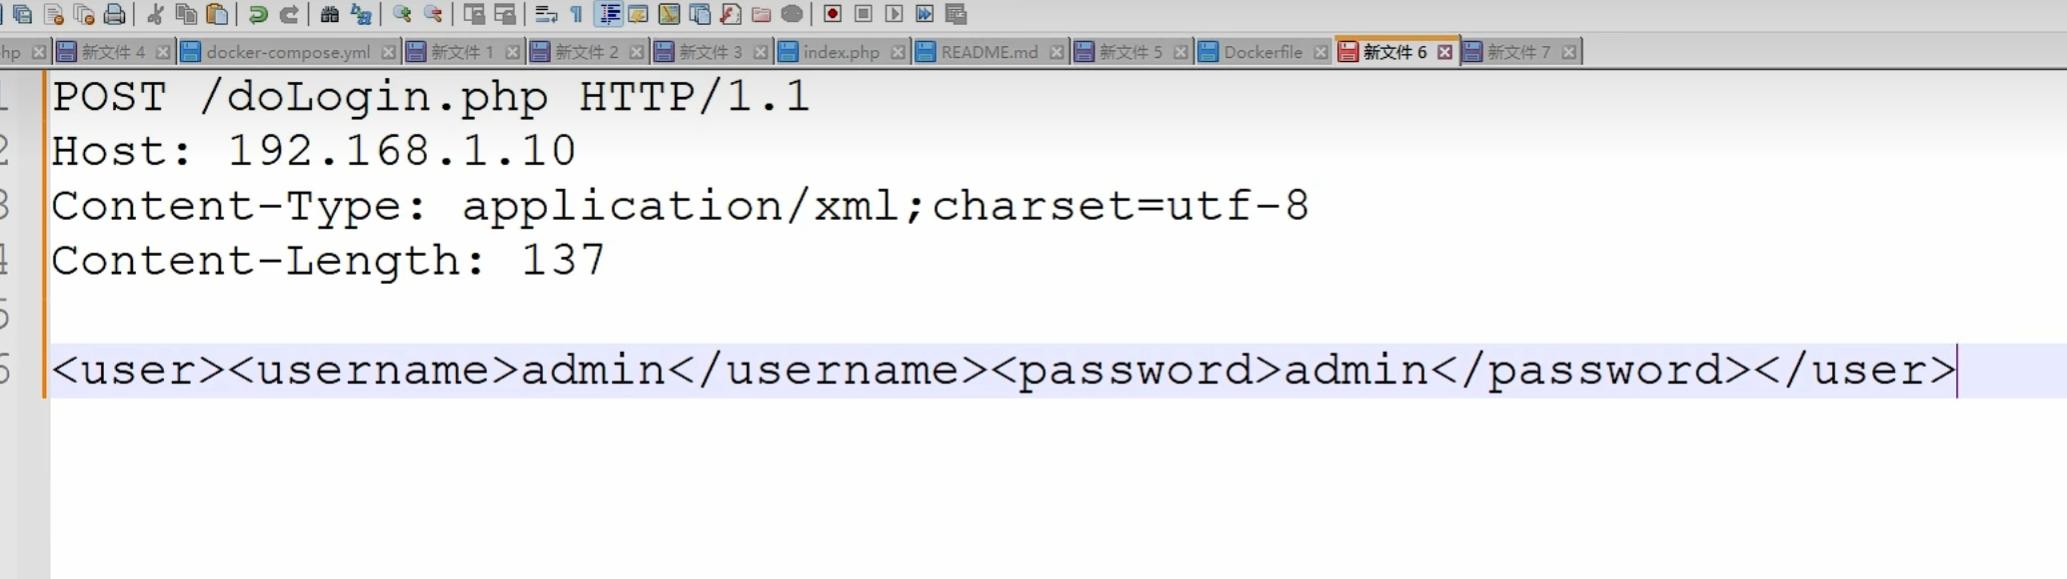 hp 新文件 4 docker-compose.yml 新文件 1 新文件 2 新文件 3 index.php README.md 新文件 5 Dockerfile 新文件 6 新文件 7
1 POST /doLogin.php HTTP/1.1
2 Host: 192.168.1.10
3 Content-Type: application/xml;charset=utf-8
4 Content-Length: 137
5
6 <user><username>admin</username><password>admin</password></user>